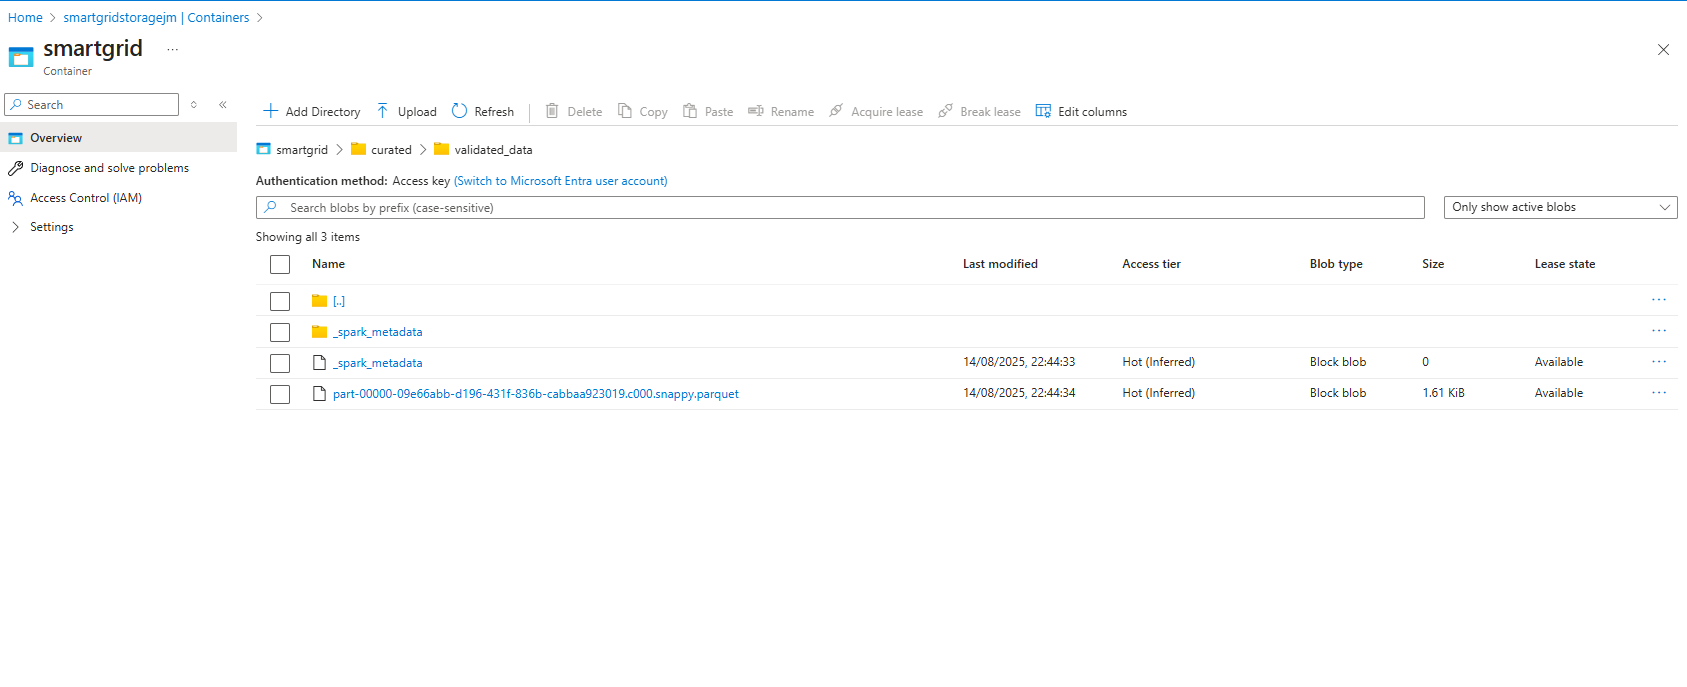 Home > smartgridstoragejm | Containers >
smartgrid ...
Container
Search
Overview
Diagnose and solve problems
Access Control (IAM)
Settings
Add Directory Upload Refresh Delete Copy Paste Rename Acquire lease Break lease Edit columns
smartgrid > curated > validated_data
Authentication method: Access key (Switch to Microsoft Entra user account)
Search blobs by prefix (case-sensitive)
Only show active blobs
Showing all 3 items
Name Last modified Access tier Blob type Size Lease state
[..] ...
_spark_metadata ...
_spark_metadata 14/08/2025, 22:44:33 Hot (Inferred) Block blob 0 Available ...
part-00000-09e66abb-d196-431f-836b-cabbaa923019.c000.snappy.parquet 14/08/2025, 22:44:34 Hot (Inferred) Block blob 1.61 KiB Available ...